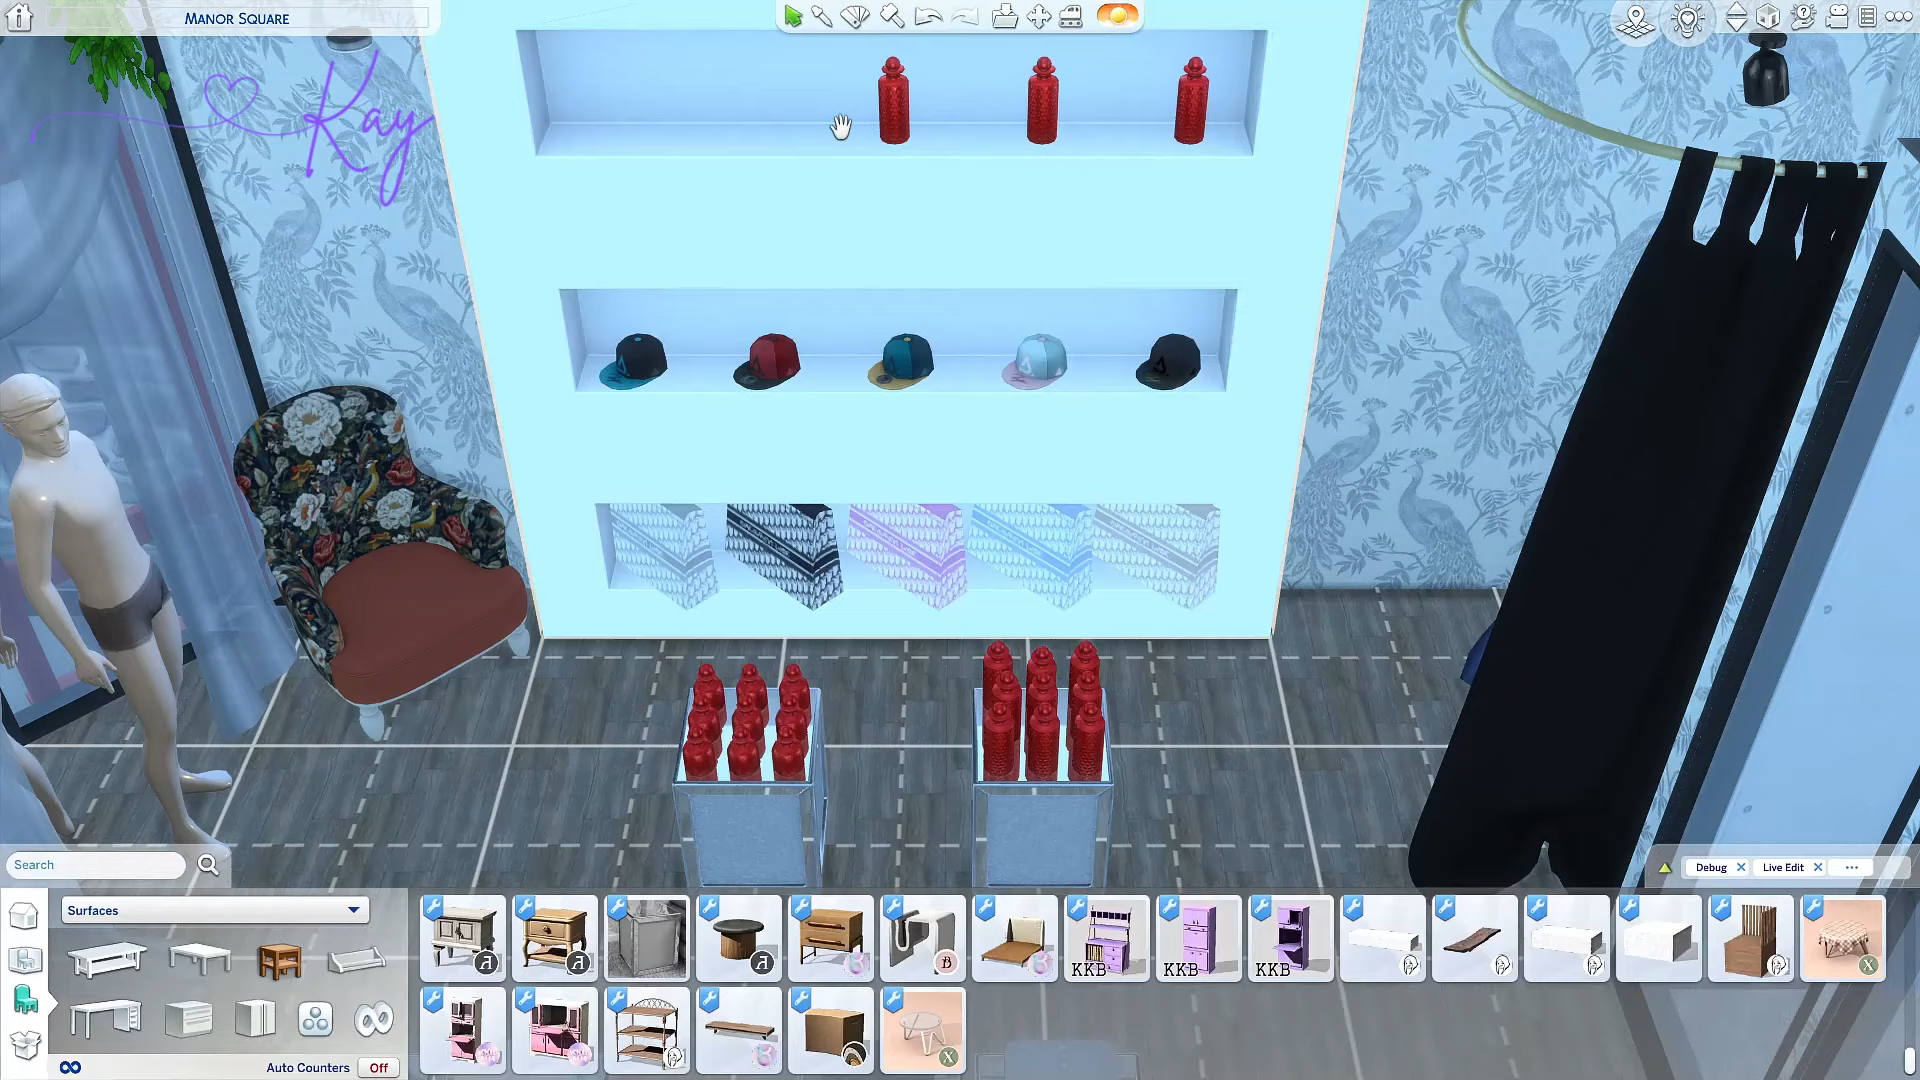 Manor Square
Kay
Search
Debug
Live Edit
Surfaces
KKB
KKB
KKB
Auto Counters
Off